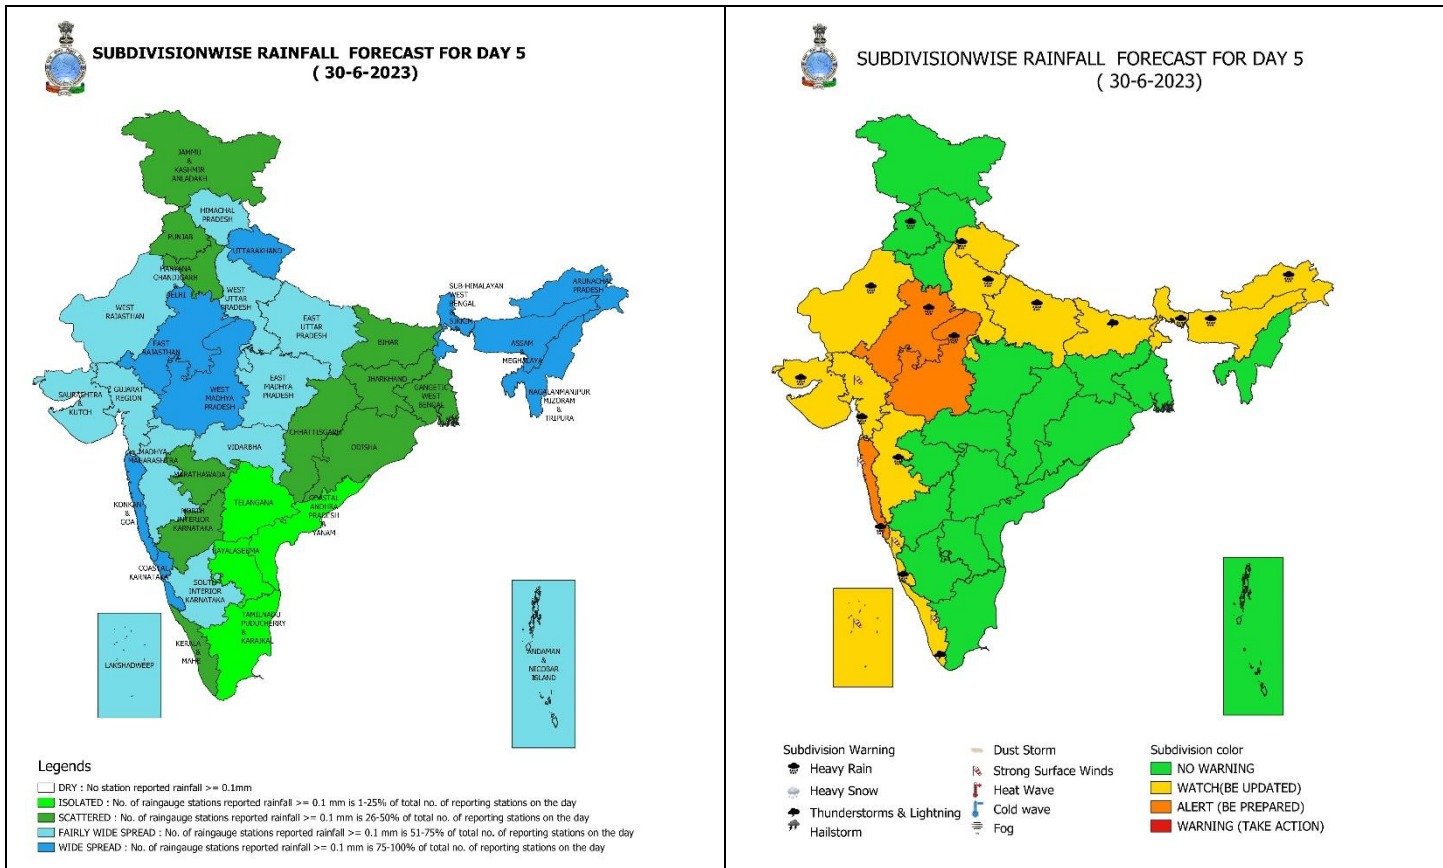 SUBDIVISIONWISE RAINFALL FORECAST FOR DAY 5
( 30-6-2023)
JAMMU
&
KASHMIR
ANLADAKH
HIMACHAL
PRADESH
PUNJAB
UTTARAKHAND
HARYANA
CHANDIGARH
&
DELHI
WEST
RAJASTHAN
WEST
UTTAR
PRADESH
SUB-HIMALAYAN
WEST
BENGAL
&
SIKKIM
ARUNACHAL
PRADESH
EAST
UTTAR
PRADESH
EAST
RAJASTHAN
BIHAR
ASSAM
&
MEGHALAYA
SAURASHTRA
&
KUTCH
GUJARAT
REGION
WEST
MADHYA
PRADESH
EAST
MADHYA
PRADESH
JHARKHAND
GANGETIC
WEST
BENGAL
NAGALANMANIPUR
MIZORAM
&
TRIPURA
CHHATTISGARH
ODISHA
VIDARBHA
MADHYA
MAHARASHTRA
MARATHAWADA
KONKAN
&
GOA
TELANGANA
COASTAL
ANDHRA
PRADESH
&
YANAM
NORTH
INTERIOR
KARNATAKA
RAYALASEEMA
COASTAL
KARNATAKA
SOUTH
INTERIOR
KARNATAKA
TAMILNADU
PUDUCHERRY
&
KARAIKAL
KERALA
&
MAHE
LAKSHADWEEP
ANDAMAN
&
NICOBAR
ISLAND
Legends
DRY : No station reported rainfall >= 0.1mm
ISOLATED : No. of raingauge stations reported rainfall >= 0.1 mm is 1-25% of total no. of reporting stations on the day
SCATTERED : No. of raingauge stations reported rainfall >= 0.1 mm is 26-50% of total no. of reporting stations on the day
FAIRLY WIDE SPREAD : No. of raingauge stations reported rainfall >= 0.1 mm is 51-75% of total no. of reporting stations on the day
WIDE SPREAD : No. of raingauge stations reported rainfall >= 0.1 mm is 75-100% of total no. of reporting stations on the day
SUBDIVISIONWISE RAINFALL FORECAST FOR DAY 5
( 30-6-2023)
Subdivision Warning
Heavy Rain
Heavy Snow
Thunderstorms & Lightning
Hailstorm
Dust Storm
Strong Surface Winds
Heat Wave
Cold wave
Fog
Subdivision color
NO WARNING
WATCH(BE UPDATED)
ALERT (BE PREPARED)
WARNING (TAKE ACTION)